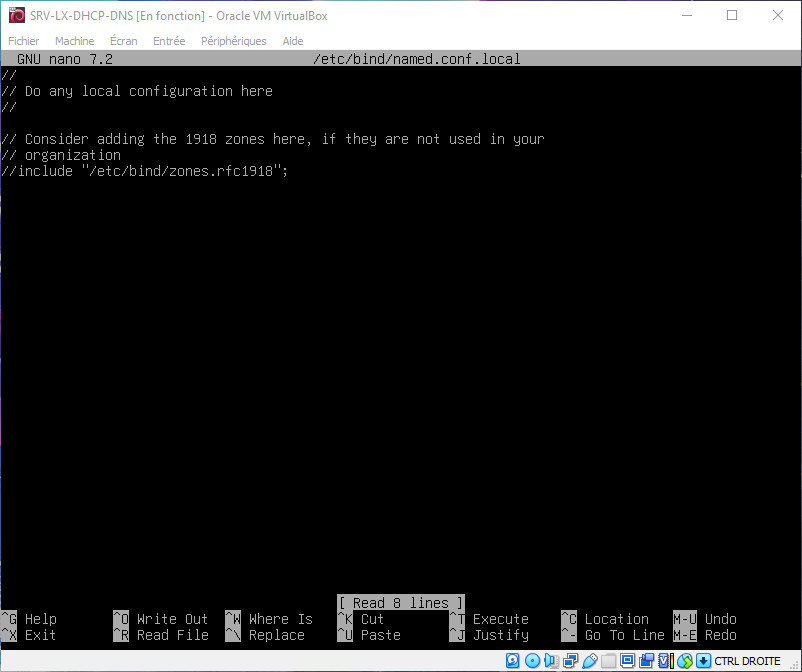 SRV-LX-DHCP-DNS [En fonction] - Oracle VM VirtualBox
Fichier Machine Écran Entrée Périphériques Aide
GNU nano 7.2 /etc/bind/named.conf.local
//
// Do any local configuration here
//
// Consider adding the 1918 zones here, if they are not used in your
// organization
//include "/etc/bind/zones.rfc1918";
[ Read 8 lines ]
^G Help ^O Write Out ^W Where Is ^K Cut ^T Execute ^C Location M-U Undo
^X Exit ^R Read File ^\ Replace ^U Paste ^J Justify ^- Go To Line M-E Redo
CTRL DROITE